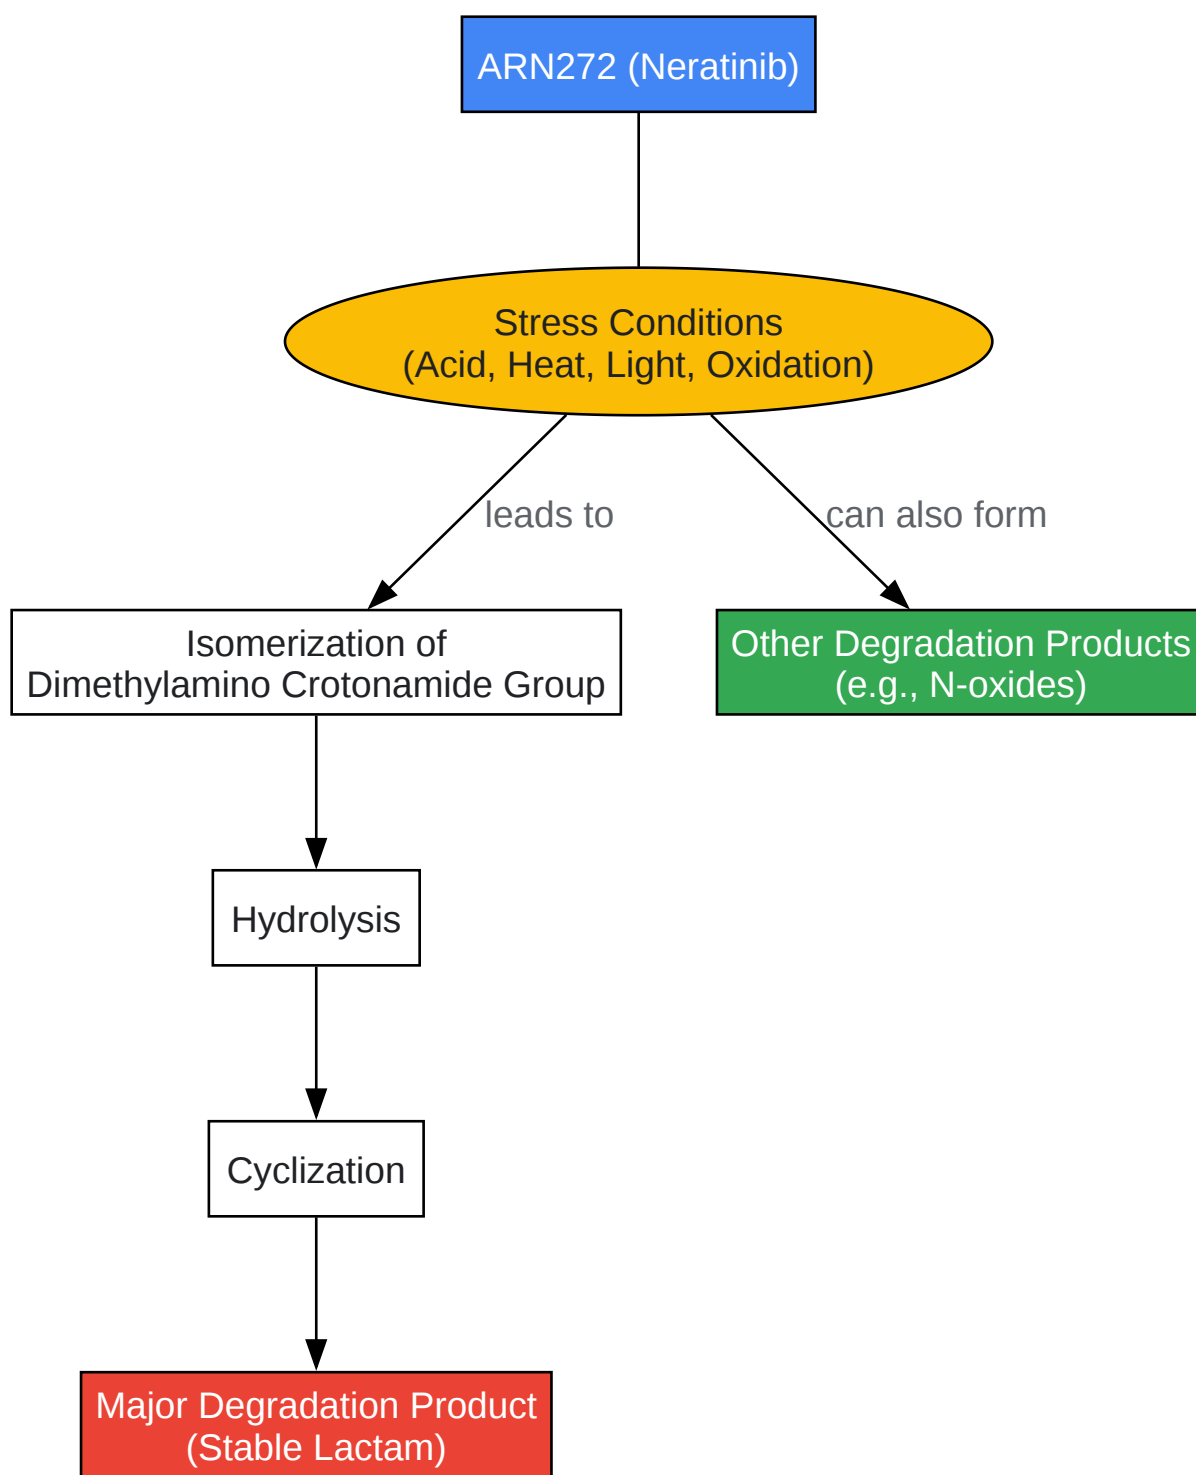 ARN272 (Neratinib)
Stress Conditions
(Acid, Heat, Light, Oxidation)
leads to
can also form
Isomerization of
Dimethylamino Crotonamide Group
Other Degradation Products
(e.g., N-oxides)
Hydrolysis
Cyclization
Major Degradation Product
(Stable Lactam)